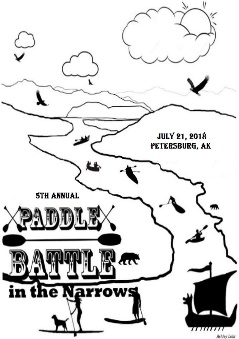 JULY 21, 2018
PETERSBURG, AK
5TH ANNUAL
PADDLE
BATTLE
in the Narrows